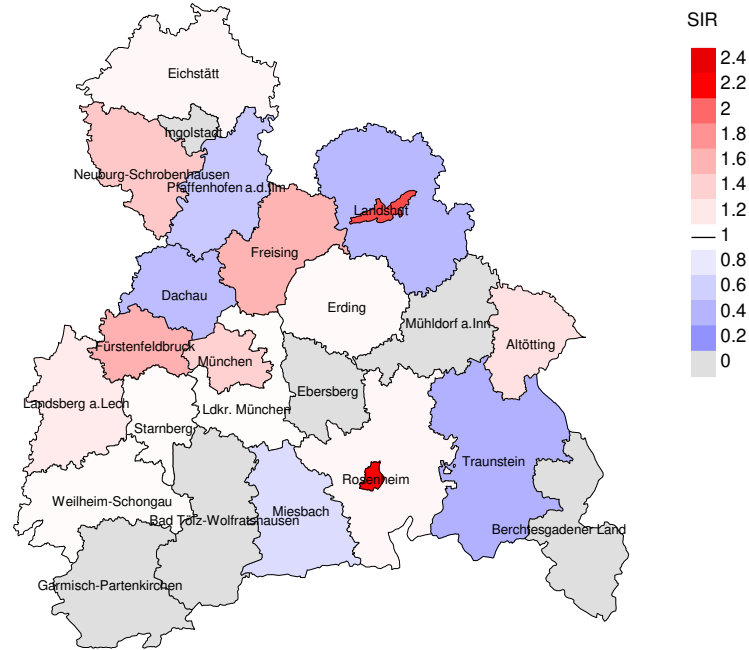 SIR
2.4
2.2
2
1.8
1.6
1.4
1.2
1
0.8
0.6
0.4
0.2
0
Eichstätt
Ingolstadt
Neuburg-Schrobenhausen
Pfaffenhofen a.d.Ilm
Landshut
Freising
Dachau
Erding
Mühldorf a.Inn
Altötting
Fürstenfeldbruck
München
Ebersberg
Landsberg a.Lech
Ldkr. München
Starnberg
Traunstein
Rosenheim
Weilheim-Schongau
Miesbach
Bad Tölz-Wolfratshausen
Berchtesgadener Land
Garmisch-Partenkirchen